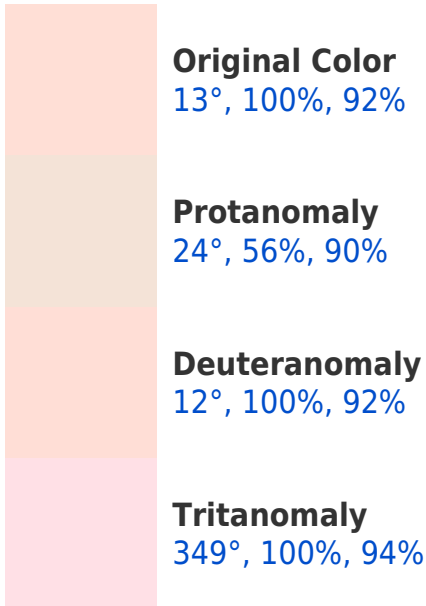 Original Color
13°, 100%, 92%
Protanomaly
24°, 56%, 90%
Deuteranomaly
12°, 100%, 92%
Tritanomaly
349°, 100%, 94%